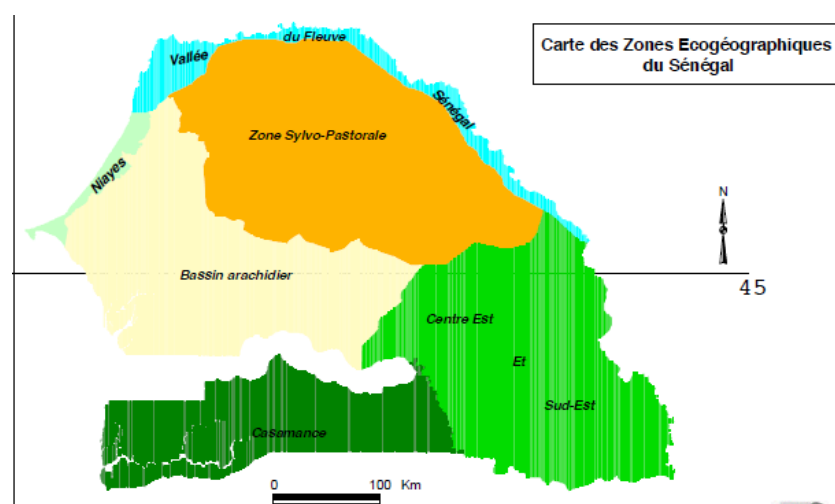 Carte des Zones Ecogéographiques
du Sénégal
Vallée
du Fleuve
Sénégal
Zone Sylvo-Pastorale
Niayes
N
Bassin arachidier
45
Centre Est
Et
Sud-Est
Casamance
0 100 Km